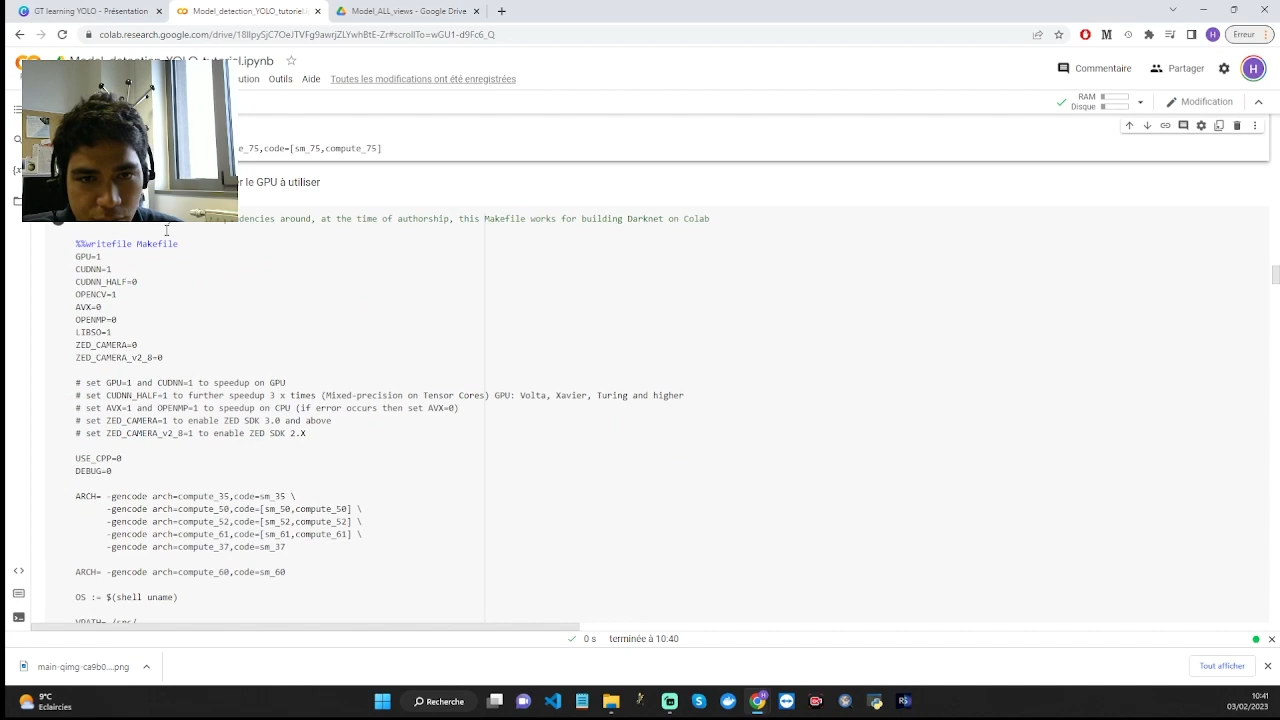 GT learning YOLO - Présentation
Model_detection_YOLO_tutoriel.i
Model_ALL_views - Google Drive
colab.research.google.com/drive/18IlpySjC7Oe/TVFg9awrjZLYwhBtE-Zr#scrollTo=wGU1-d9Fc6_Q
Erreur
ution Outils Aide Toutes les modifications ont été enregistrées
Commentaire
Partager
H
RAM
Disque
Modification
e_75,code=[sm_75,compute_75]
er le GPU à utiliser
dencies around, at the time of authorship, this Makefile works for building Darknet on Colab
%%writefile Makefile
GPU=1
CUDNN=1
CUDNN_HALF=0
OPENCV=1
AVX=0
OPENMP=0
LIBSO=1
ZED_CAMERA=0
ZED_CAMERA_v2_8=0
# set GPU=1 and CUDNN=1 to speedup on GPU
# set CUDNN_HALF=1 to further speedup 3 x times (Mixed-precision on Tensor Cores) GPU: Volta, Xavier, Turing and higher
# set AVX=1 and OPENMP=1 to speedup on CPU (if error occurs then set AVX=0)
# set ZED_CAMERA=1 to enable ZED SDK 3.0 and above
# set ZED_CAMERA_v2_8=1 to enable ZED SDK 2.X
USE_CPP=0
DEBUG=0
ARCH= -gencode arch=compute_35,code=sm_35 \
-gencode arch=compute_50,code=[sm_50,compute_50] \
-gencode arch=compute_52,code=[sm_52,compute_52] \
-gencode arch=compute_61,code=[sm_61,compute_61] \
-gencode arch=compute_37,code=sm_37
ARCH= -gencode arch=compute_60,code=sm_60
OS := $(shell uname)
VPATH=./src/
0 s terminée à 10:40
main-qimg-ca9b0....png
Tout afficher
9°C
Eclaircies
Recherche
10:41
03/02/2023